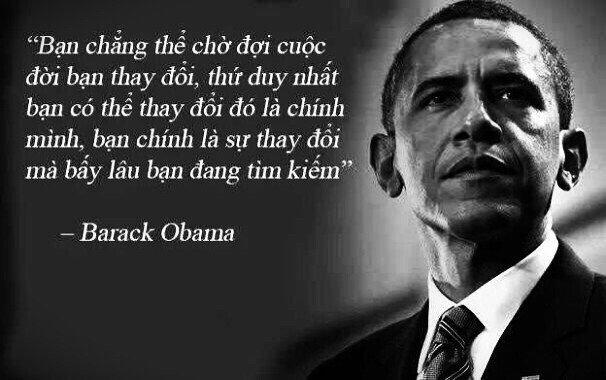 “Bạn chẳng thể chờ đợi cuộc
đời bạn thay đổi, thứ duy nhất
bạn có thể thay đổi đó là chính
mình, bạn chính là sự thay đổi
mà bấy lâu bạn đang tìm kiếm”
– Barack Obama